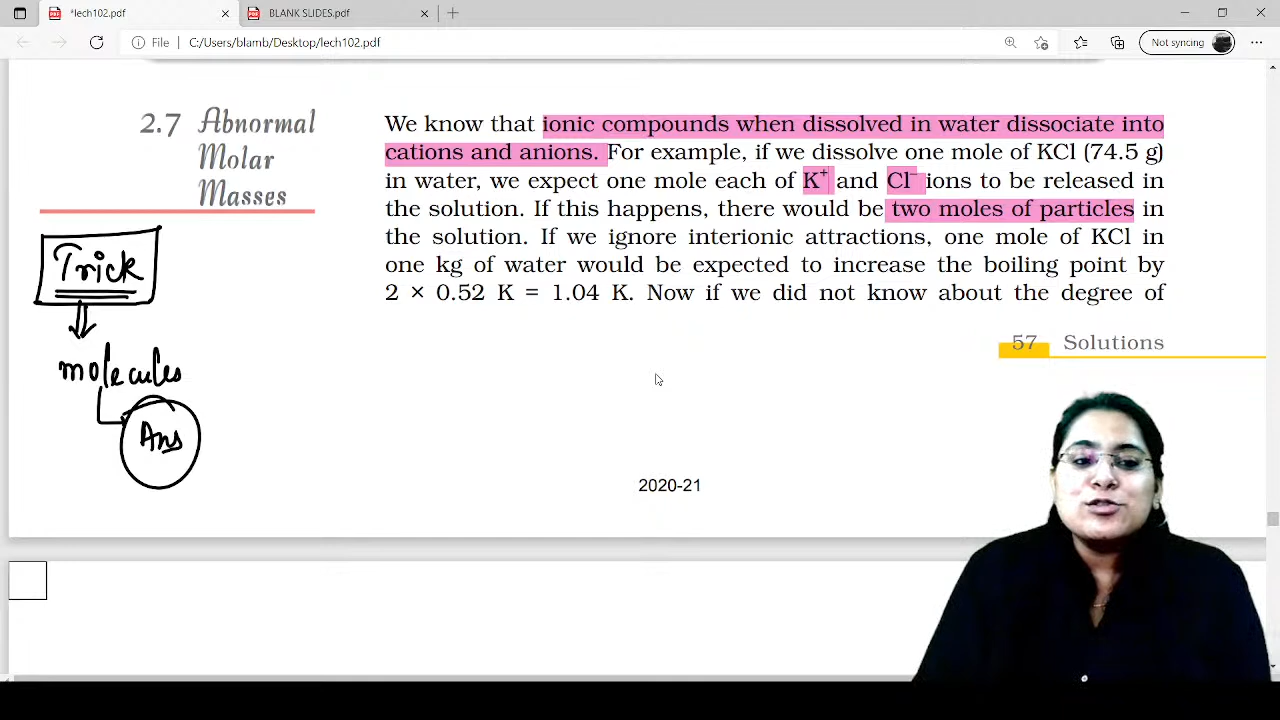 *lech102.pdf
BLANK SLIDES.pdf
File
C:/Users/blamb/Desktop/lech102.pdf
Not syncing
2.7 Abnormal
Molar
Masses
We know that ionic compounds when dissolved in water dissociate into
cations and anions. For example, if we dissolve one mole of KCl (74.5 g)
in water, we expect one mole each of K⁺ and Cl⁻ ions to be released in
the solution. If this happens, there would be two moles of particles in
the solution. If we ignore interionic attractions, one mole of KCl in
one kg of water would be expected to increase the boiling point by
2 × 0.52 K = 1.04 K. Now if we did not know about the degree of
Trick
molecules
Ans
57 Solutions
2020-21